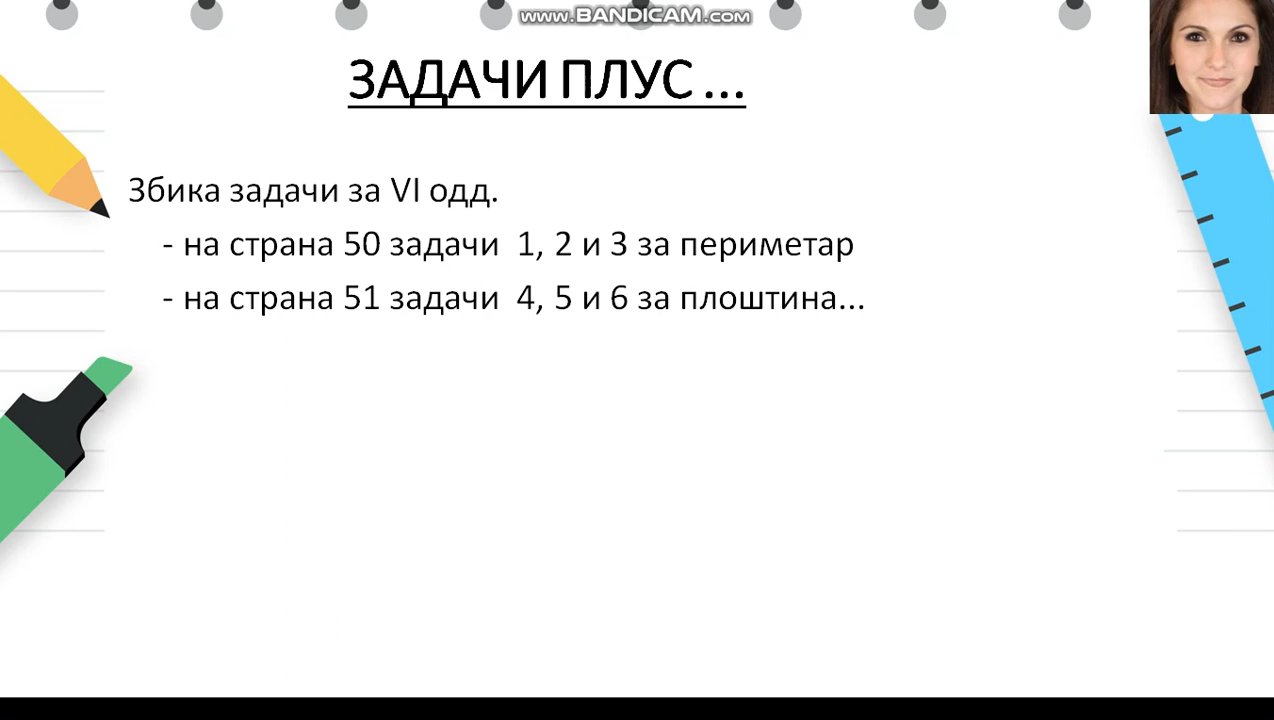 www.BANDICAM.com
ЗАДАЧИ ПЛУС ...
Збика задачи за VI одд.
- на страна 50 задачи 1, 2 и 3 за периметар
- на страна 51 задачи 4, 5 и 6 за плоштина...